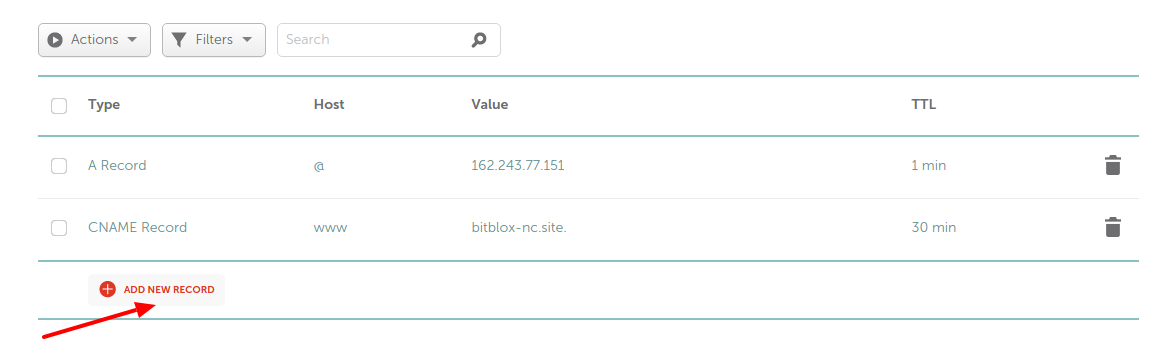 Actions Filters Search
Type Host Value TTL
A Record @ 162.243.77.151 1 min
CNAME Record www bitblox-nc.site. 30 min
ADD NEW RECORD